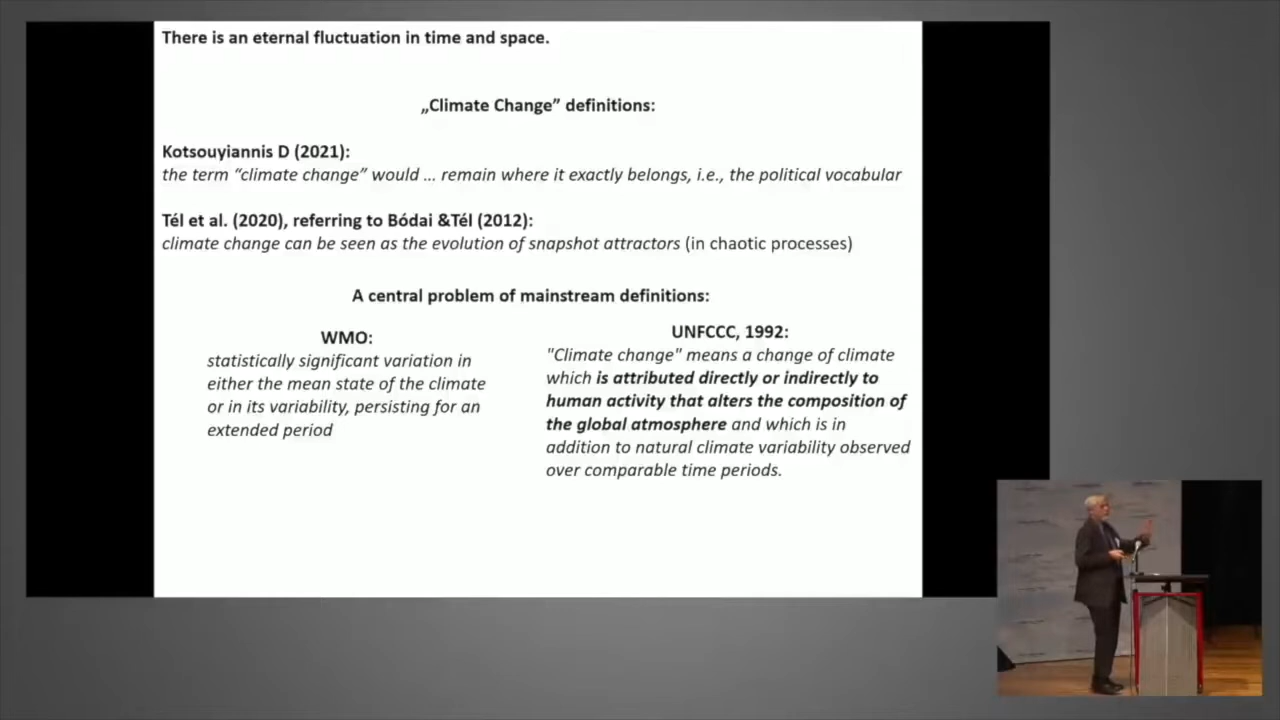 There is an eternal fluctuation in time and space.
„Climate Change” definitions:
Kotsouyiannis D (2021):
the term “climate change” would … remain where it exactly belongs, i.e., the political vocabular
Tél et al. (2020), referring to Bódai &Tél (2012):
climate change can be seen as the evolution of snapshot attractors (in chaotic processes)
A central problem of mainstream definitions:
WMO:
statistically significant variation in
either the mean state of the climate
or in its variability, persisting for an
extended period
UNFCCC, 1992:
"Climate change" means a change of climate
which is attributed directly or indirectly to
human activity that alters the composition of
the global atmosphere and which is in
addition to natural climate variability observed
over comparable time periods.